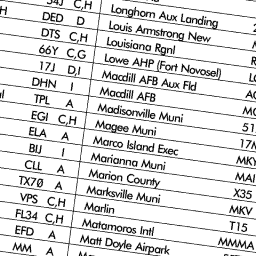 54J C,H Longhorn Aux Landing
DED D Louis Armstrong New
DTS C,H Louisiana Rgnl
66Y C,G Lowe AHP (Fort Novosel)
17J D,I Macdill AFB Aux Fld
DHN I Macdill AFB
TPL A Madisonville Muni
EGI C,H Magee Muni 17M
ELA A Marco Island Exec MKY
BIJ I Marianna Muni MAI
CLL A Marion County X35
TX7Ø A Marksville Muni MKV
VPS C,H Marlin T15
FL34 C,H Matamoros Intl MMMA
EFD A Matt Doyle Airpark
MM A